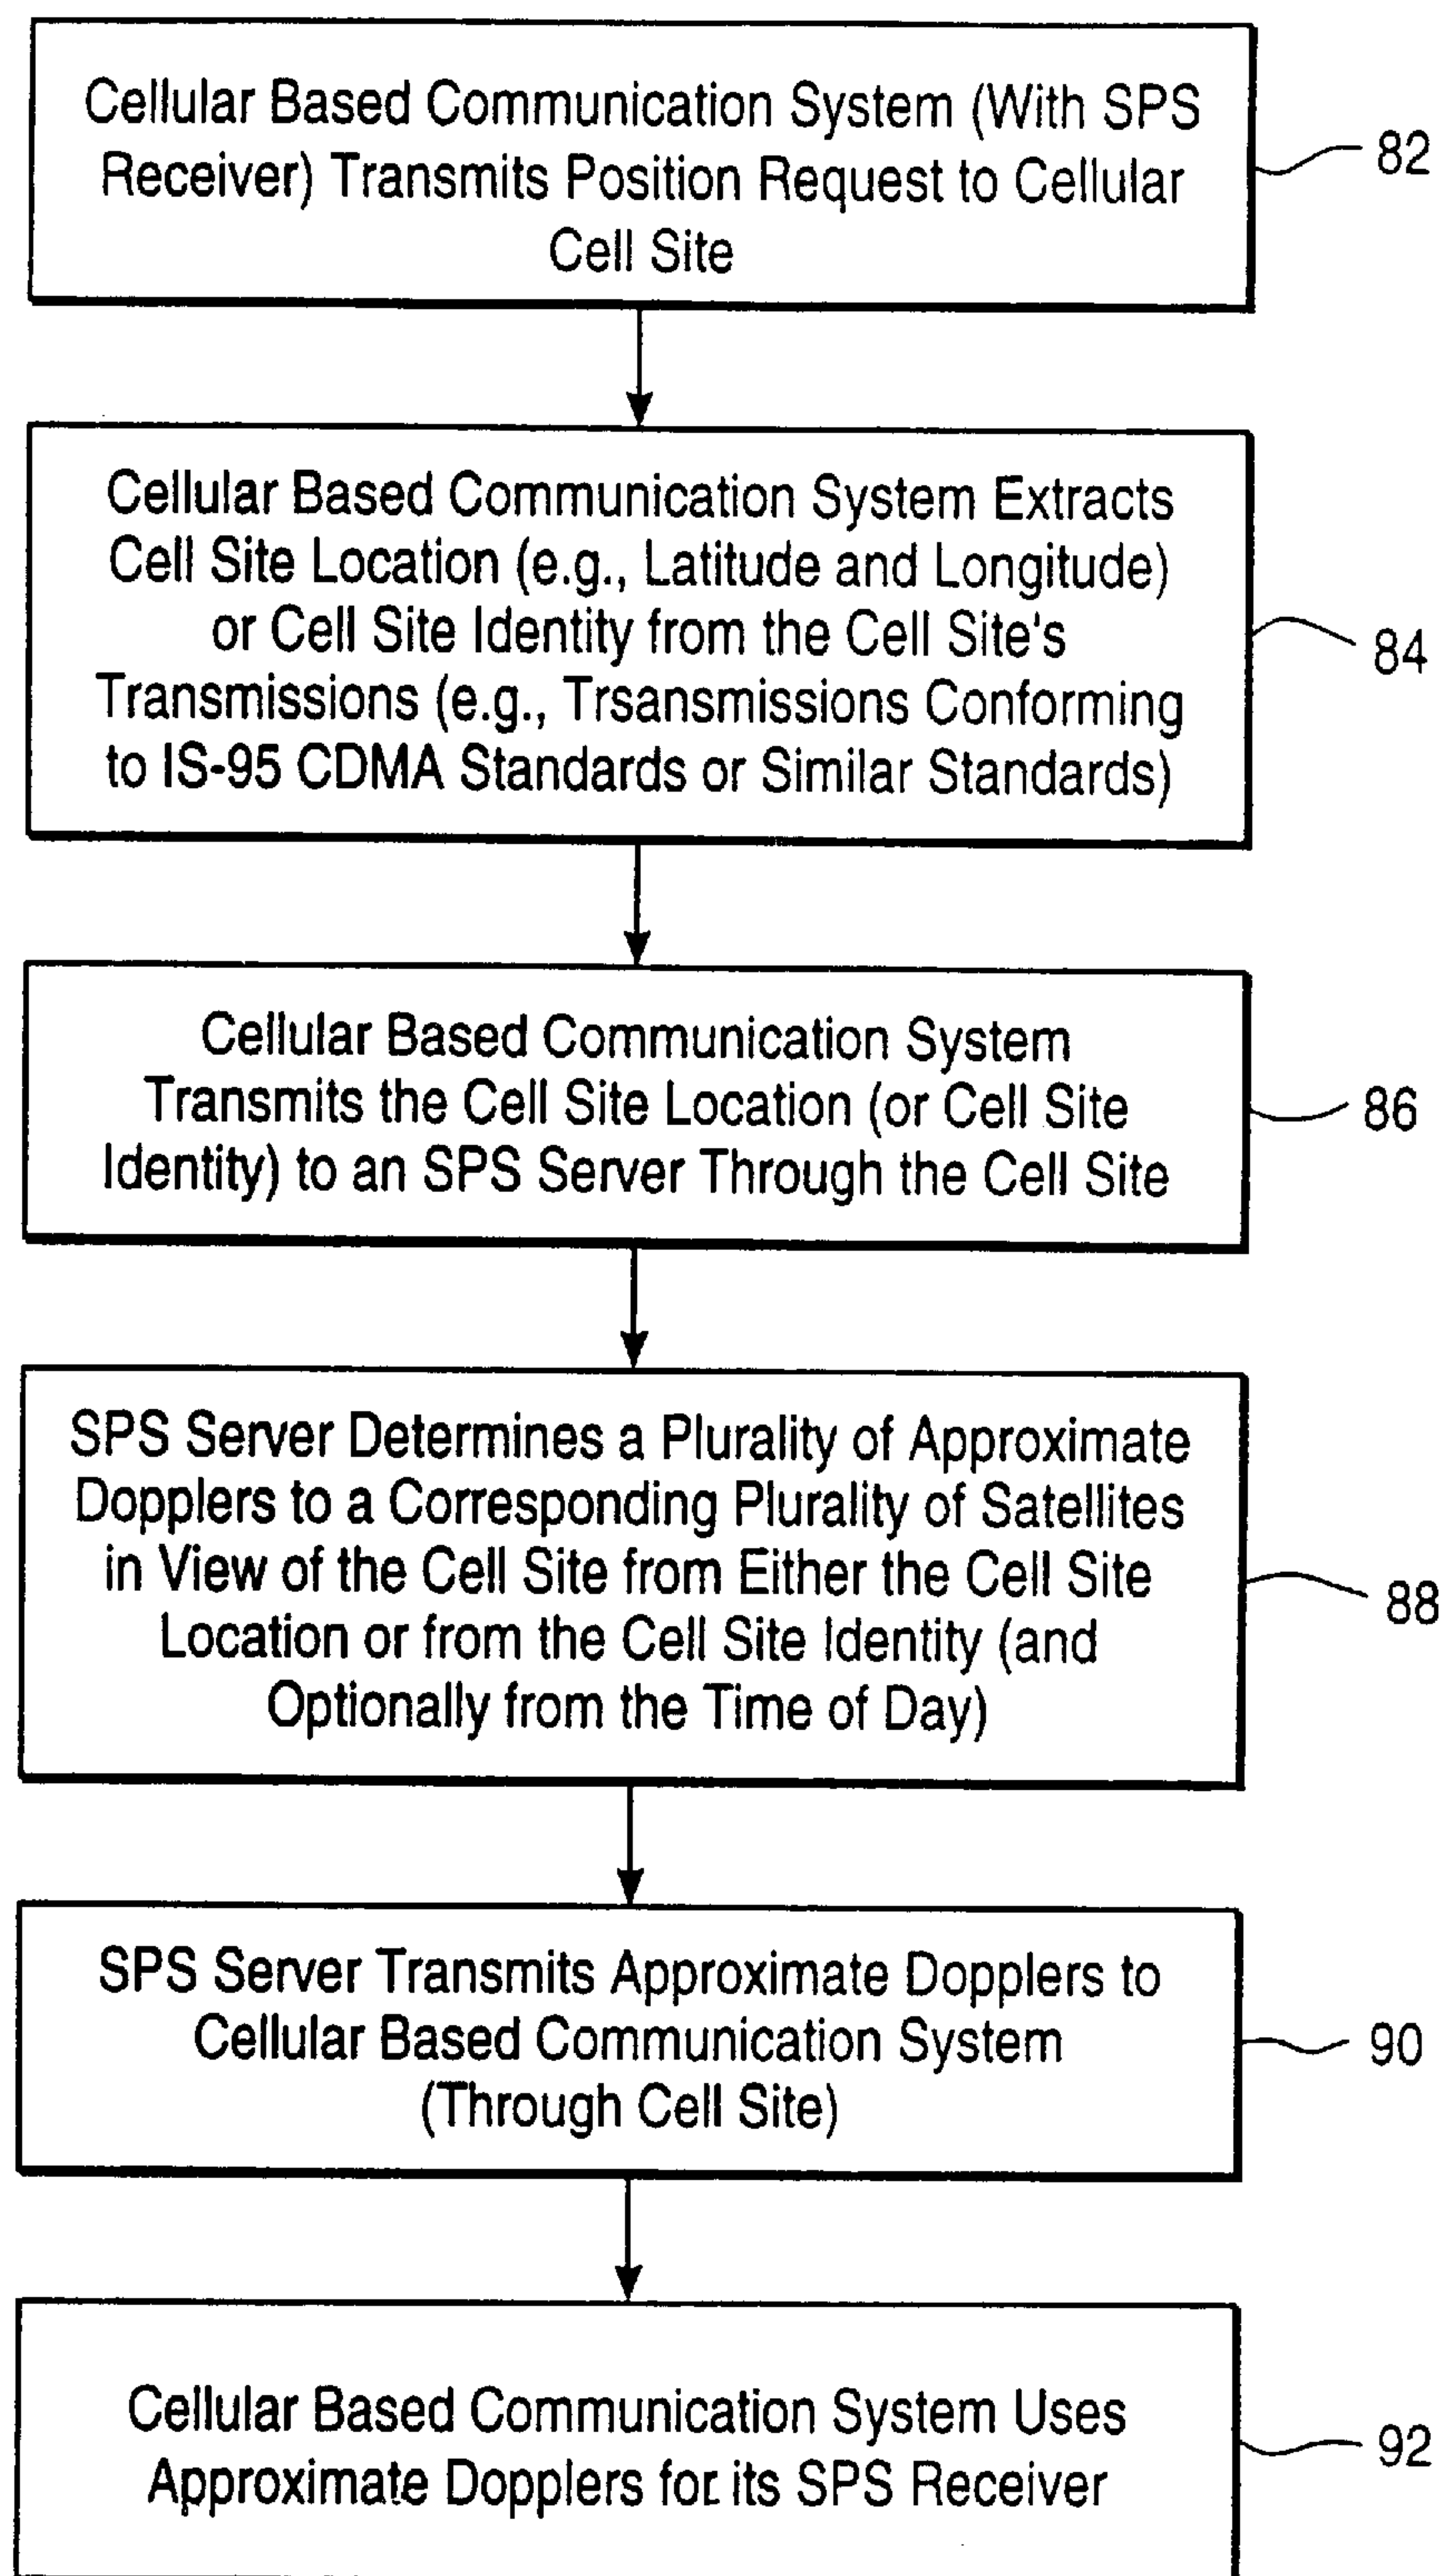 Cellular Based Communication System (With SPS
Receiver) Transmits Position Request to Cellular
Cell Site
82
Cellular Based Communication System Extracts
Cell Site Location (e.g., Latitude and Longitude)
or Cell Site Identity from the Cell Site's
Transmissions (e.g., Trsansmissions Conforming
to IS-95 CDMA Standards or Similar Standards)
84
Cellular Based Communication System
Transmits the Cell Site Location (or Cell Site
Identity) to an SPS Server Through the Cell Site
86
SPS Server Determines a Plurality of Approximate
Dopplers to a Corresponding Plurality of Satellites
in View of the Cell Site from Either the Cell Site
Location or from the Cell Site Identity (and
Optionally from the Time of Day)
88
SPS Server Transmits Approximate Dopplers to
Cellular Based Communication System
(Through Cell Site)
90
Cellular Based Communication System Uses
Approximate Dopplers for its SPS Receiver
92